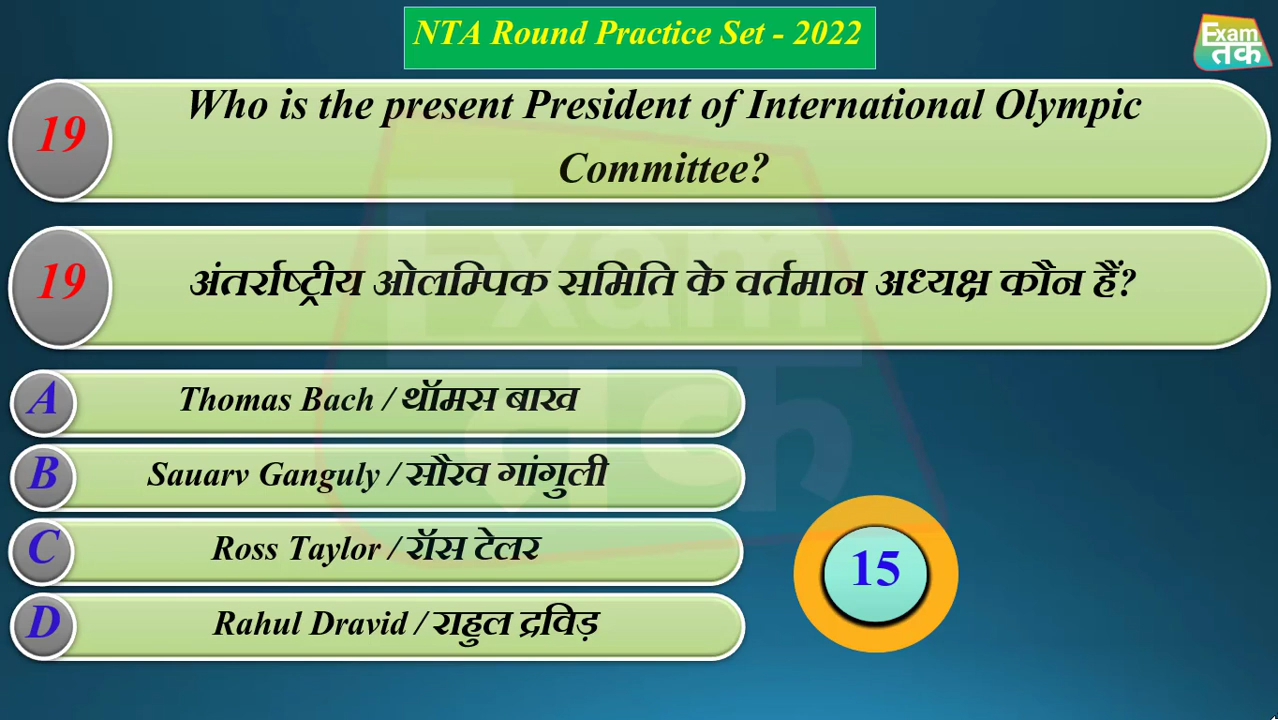 NTA Round Practice Set - 2022
Exam
तक
19
Who is the present President of International Olympic
Committee?
19
अंतर्राष्ट्रीय ओलम्पिक समिति के वर्तमान अध्यक्ष कौन हैं?
A
Thomas Bach / थॉमस बाख
B
Sauarv Ganguly / सौरव गांगुली
C
Ross Taylor / रॉस टेलर
D
Rahul Dravid / राहुल द्रविड़
15
Exam
तक